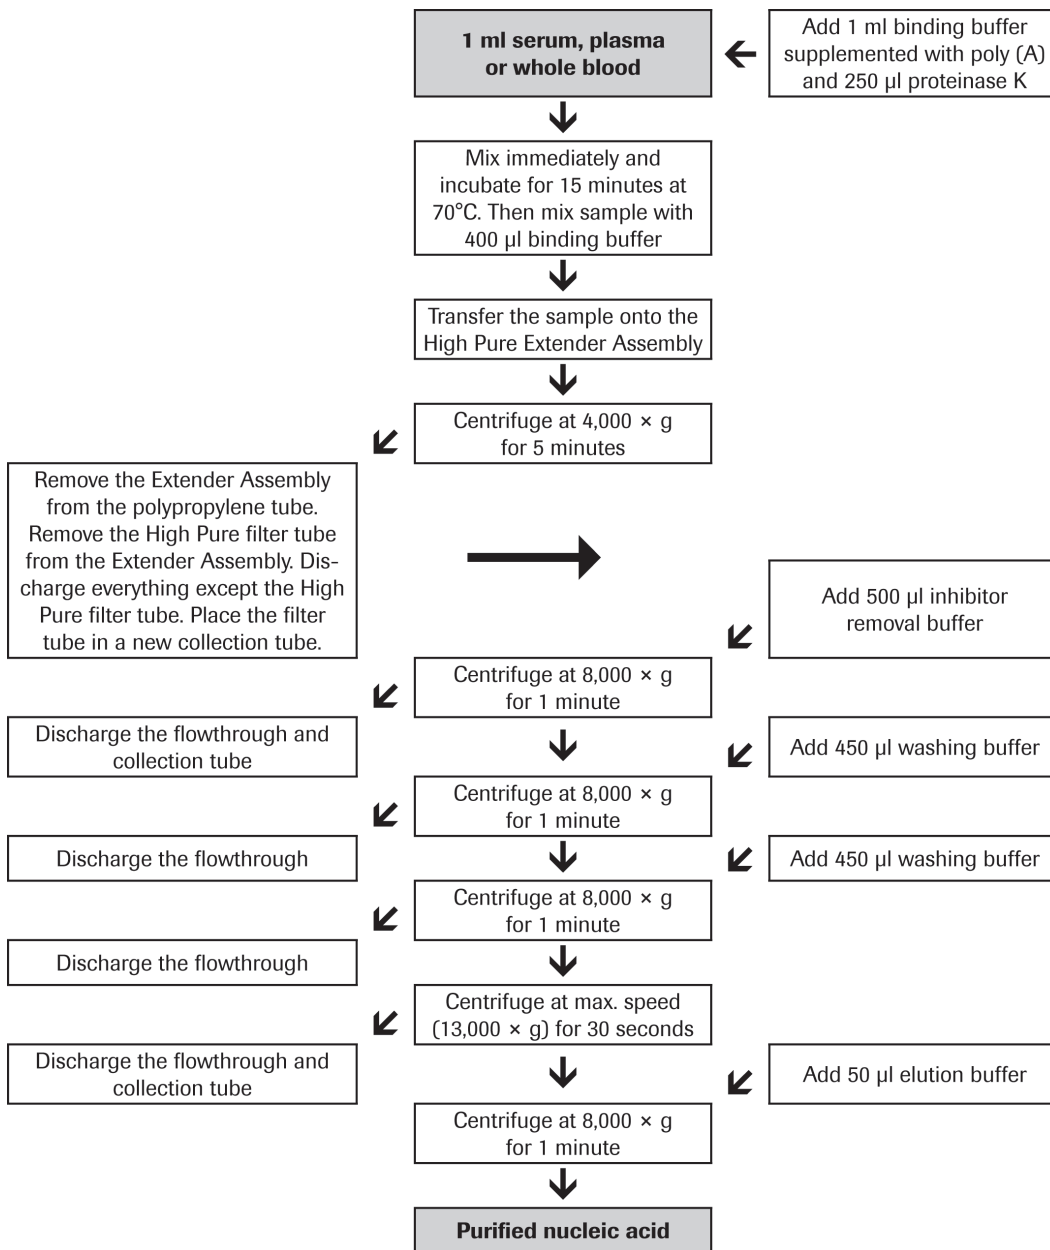 1 ml serum, plasma
or whole blood
Add 1 ml binding buffer
supplemented with poly (A)
and 250 µl proteinase K
Mix immediately and
incubate for 15 minutes at
70°C. Then mix sample with
400 µl binding buffer
Transfer the sample onto the
High Pure Extender Assembly
Centrifuge at 4,000 × g
for 5 minutes
Remove the Extender Assembly
from the polypropylene tube.
Remove the High Pure filter tube
from the Extender Assembly. Dis-
charge everything except the High
Pure filter tube. Place the filter
tube in a new collection tube.
Add 500 µl inhibitor
removal buffer
Centrifuge at 8,000 × g
for 1 minute
Discharge the flowthrough and
collection tube
Add 450 µl washing buffer
Centrifuge at 8,000 × g
for 1 minute
Discharge the flowthrough
Add 450 µl washing buffer
Centrifuge at 8,000 × g
for 1 minute
Discharge the flowthrough
Centrifuge at max. speed
(13,000 × g) for 30 seconds
Discharge the flowthrough and
collection tube
Add 50 µl elution buffer
Centrifuge at 8,000 × g
for 1 minute
Purified nucleic acid